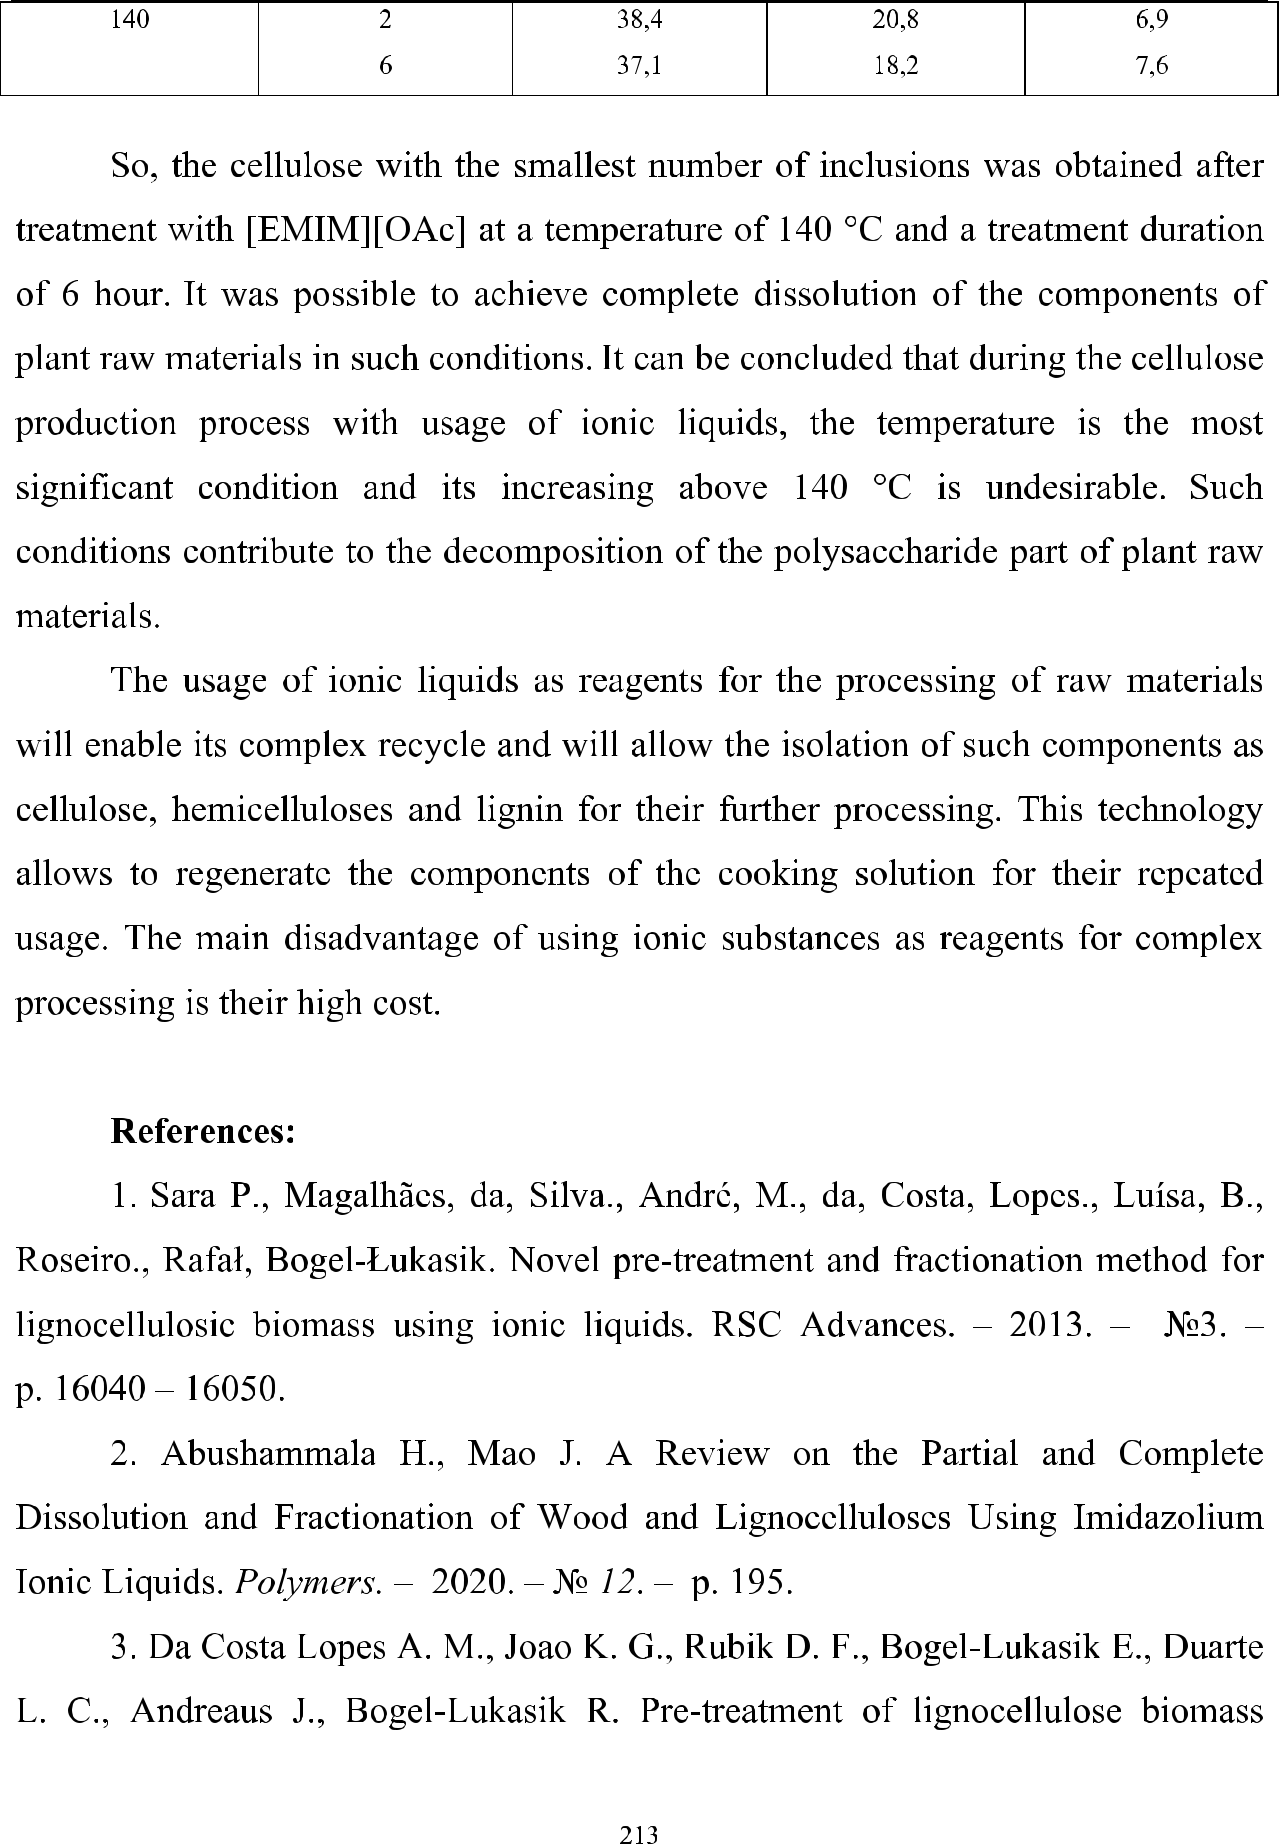 140 2 38,4 20,8 6,9
6 37,1 18,2 7,6
So, the cellulose with the smallest number of inclusions was obtained after
treatment with [EMIM][OAc] at a temperature of 140 °C and a treatment duration
of 6 hour. It was possible to achieve complete dissolution of the components of
plant raw materials in such conditions. It can be concluded that during the cellulose
production process with usage of ionic liquids, the temperature is the most
significant condition and its increasing above 140 °C is undesirable. Such
conditions contribute to the decomposition of the polysaccharide part of plant raw
materials.
The usage of ionic liquids as reagents for the processing of raw materials
will enable its complex recycle and will allow the isolation of such components as
cellulose, hemicelluloses and lignin for their further processing. This technology
allows to regenerate the components of the cooking solution for their repeated
usage. The main disadvantage of using ionic substances as reagents for complex
processing is their high cost.
References:
1. Sara P., Magalhães, da, Silva., André, M., da, Costa, Lopes., Luísa, B.,
Roseiro., Rafał, Bogel-Łukasik. Novel pre-treatment and fractionation method for
lignocellulosic biomass using ionic liquids. RSC Advances. – 2013. – №3. –
p. 16040 – 16050.
2. Abushammala H., Mao J. A Review on the Partial and Complete
Dissolution and Fractionation of Wood and Lignocelluloses Using Imidazolium
Ionic Liquids. Polymers. – 2020. – № 12. – p. 195.
3. Da Costa Lopes A. M., Joao K. G., Rubik D. F., Bogel-Lukasik E., Duarte
L. C., Andreaus J., Bogel-Lukasik R. Pre-treatment of lignocellulose biomass
213